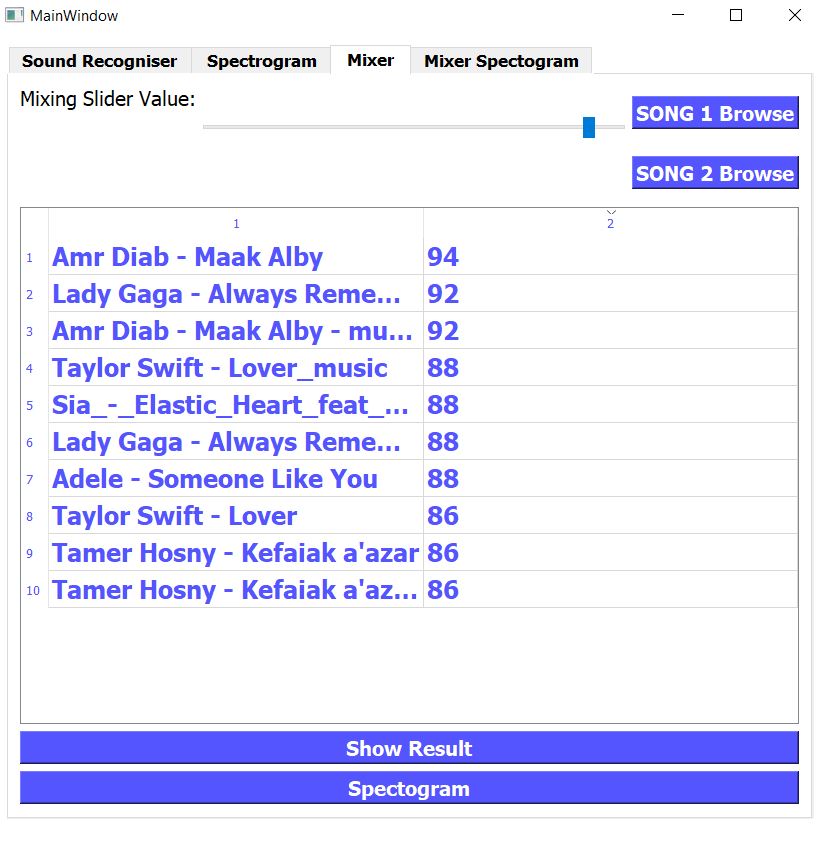 MainWindow
Sound Recogniser Spectrogram Mixer Mixer Spectogram
Mixing Slider Value:
SONG 1 Browse
SONG 2 Browse
1 2
1 Amr Diab - Maak Alby 94
2 Lady Gaga - Always Reme... 92
3 Amr Diab - Maak Alby - mu... 92
4 Taylor Swift - Lover_music 88
5 Sia_-_Elastic_Heart_feat_... 88
6 Lady Gaga - Always Reme... 88
7 Adele - Someone Like You 88
8 Taylor Swift - Lover 86
9 Tamer Hosny - Kefaiak a'azar 86
10 Tamer Hosny - Kefaiak a'az... 86
Show Result
Spectogram